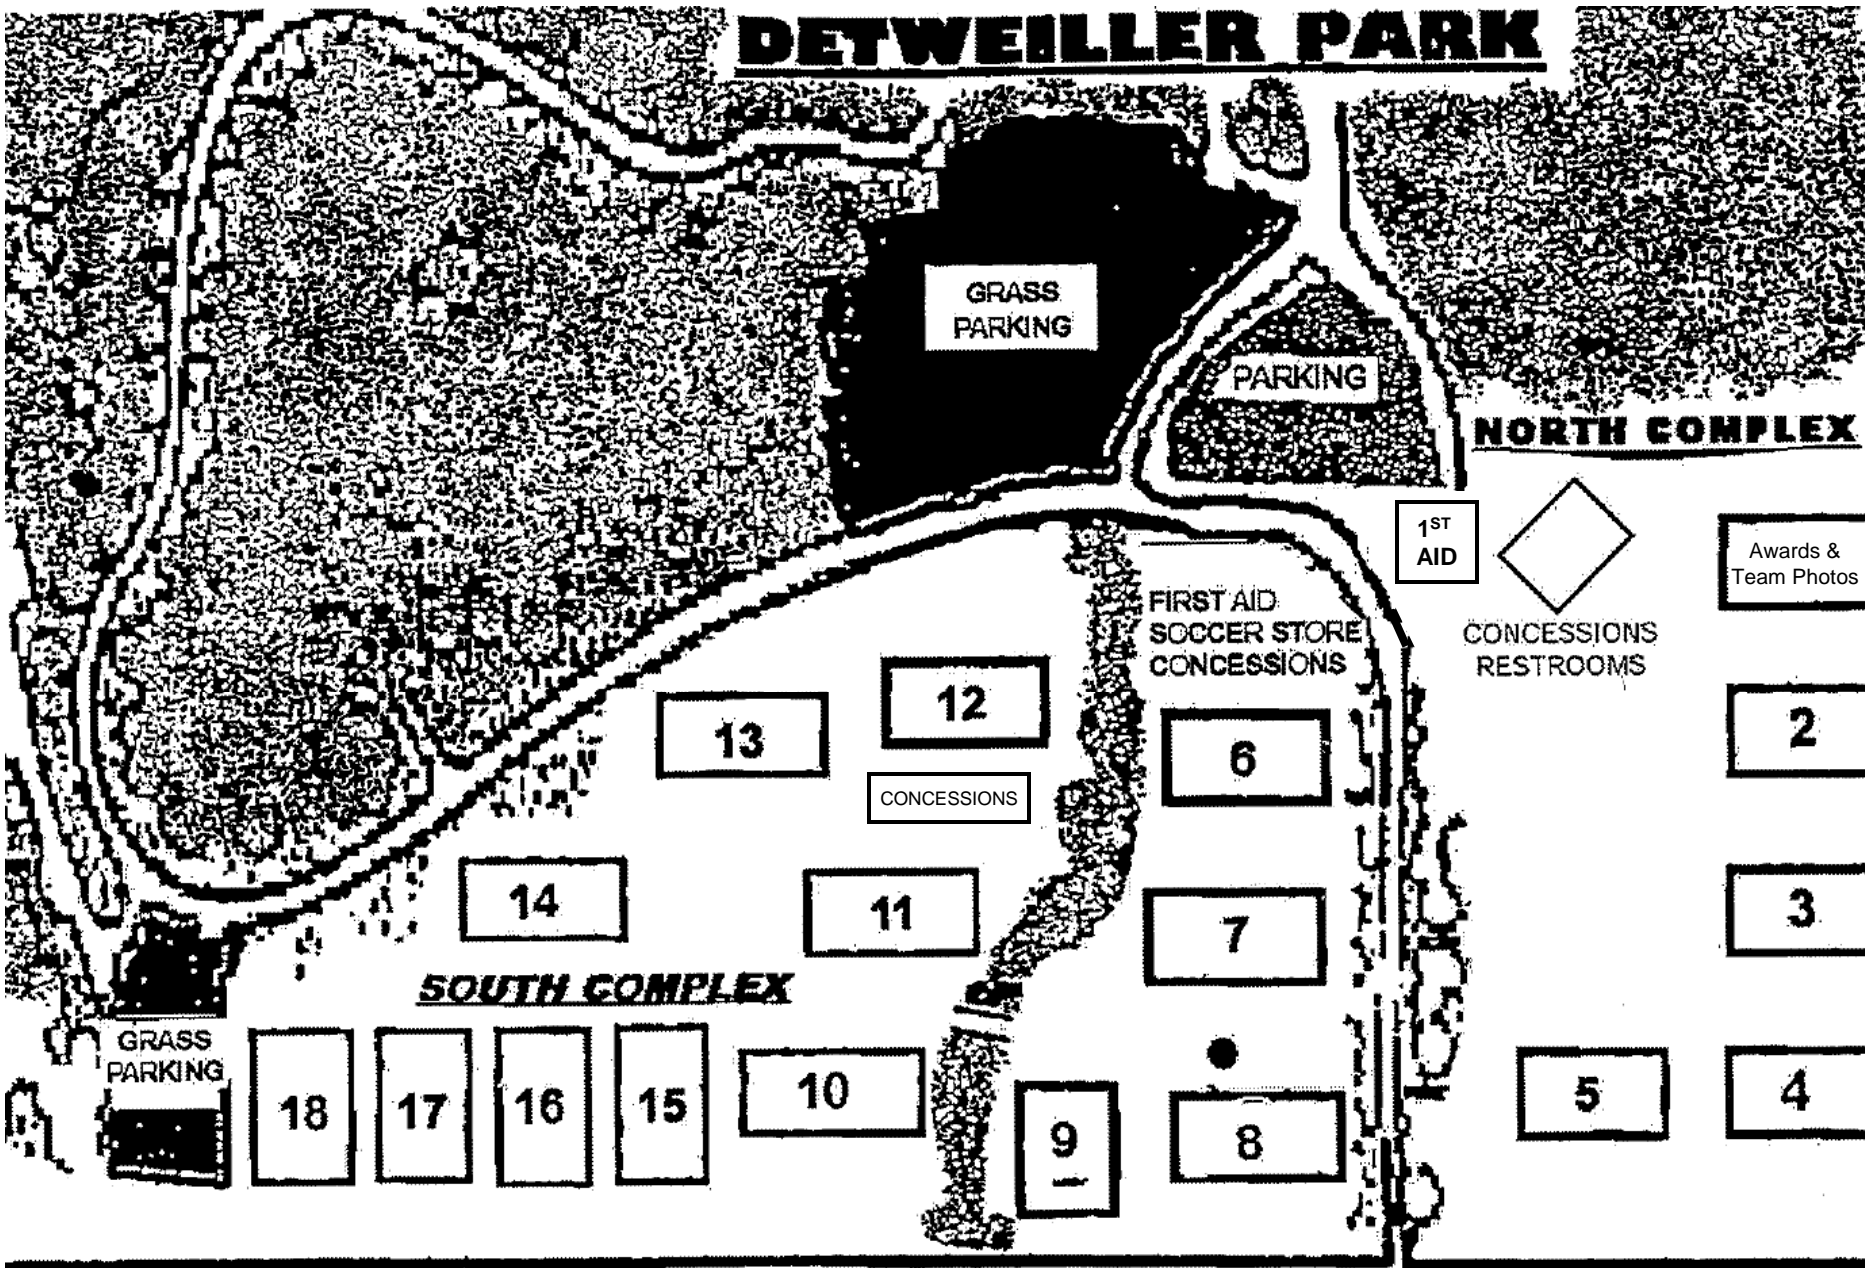 DETWEILLER PARK
GRASS
PARKING
PARKING
NORTH COMPLEX
1ST
AID
Awards &
Team Photos
FIRST AID
SOCCER STORE
CONCESSIONS
CONCESSIONS
RESTROOMS
12
13
6
2
CONCESSIONS
14
11
7
3
SOUTH COMPLEX
GRASS
PARKING
18
17
16
15
10
9
8
5
4